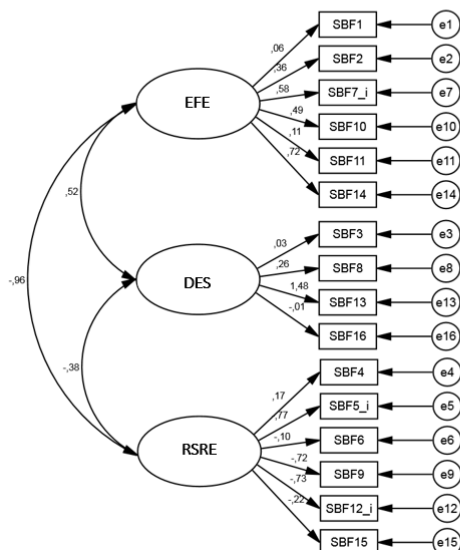 SBF1 e1
,06
SBF2 e2
,36
SBF7_i e7
,58
EFE
SBF10 e10
,49
SBF11 e11
,11
SBF14 e14
,72
,52
SBF3 e3
,03
SBF8 e8
,26
DES
SBF13 e13
1,48
SBF16 e16
-,01
-,96
-,38
SBF4 e4
,17
SBF5_i e5
,77
SBF6 e6
-,10
RSRE
SBF9 e9
-,72
SBF12_i e12
-,73
SBF15 e15
-,22